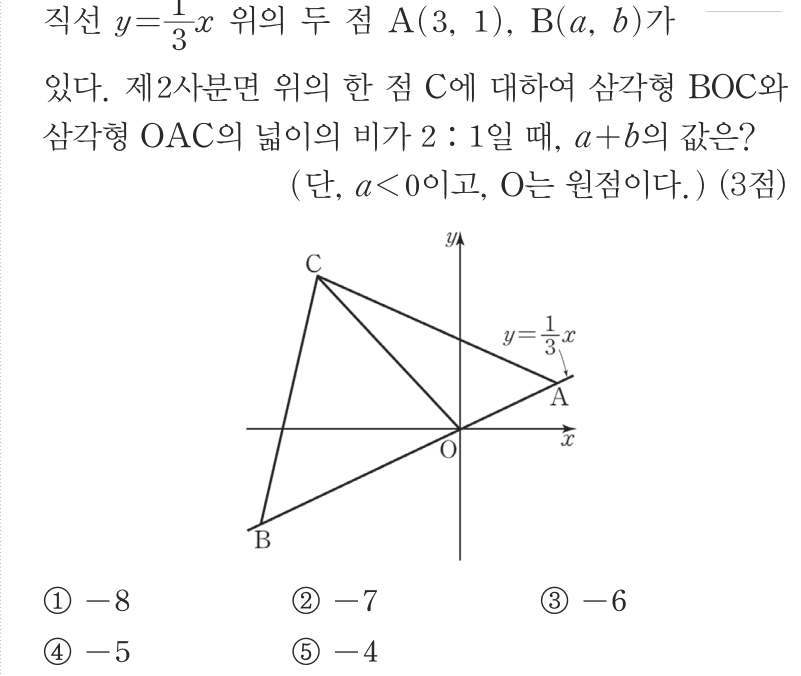 직선 y=1/3x 위의 두 점 A(3, 1), B(a, b)가
있다. 제2사분면 위의 한 점 C에 대하여 삼각형 BOC와
삼각형 OAC의 넓이의 비가 2 : 1일 때, a+b의 값은?
(단, a<0이고, O는 원점이다.) (3점)
y
C
y=1/3x
A
O
x
B
① -8 ② -7 ③ -6
④ -5 ⑤ -4